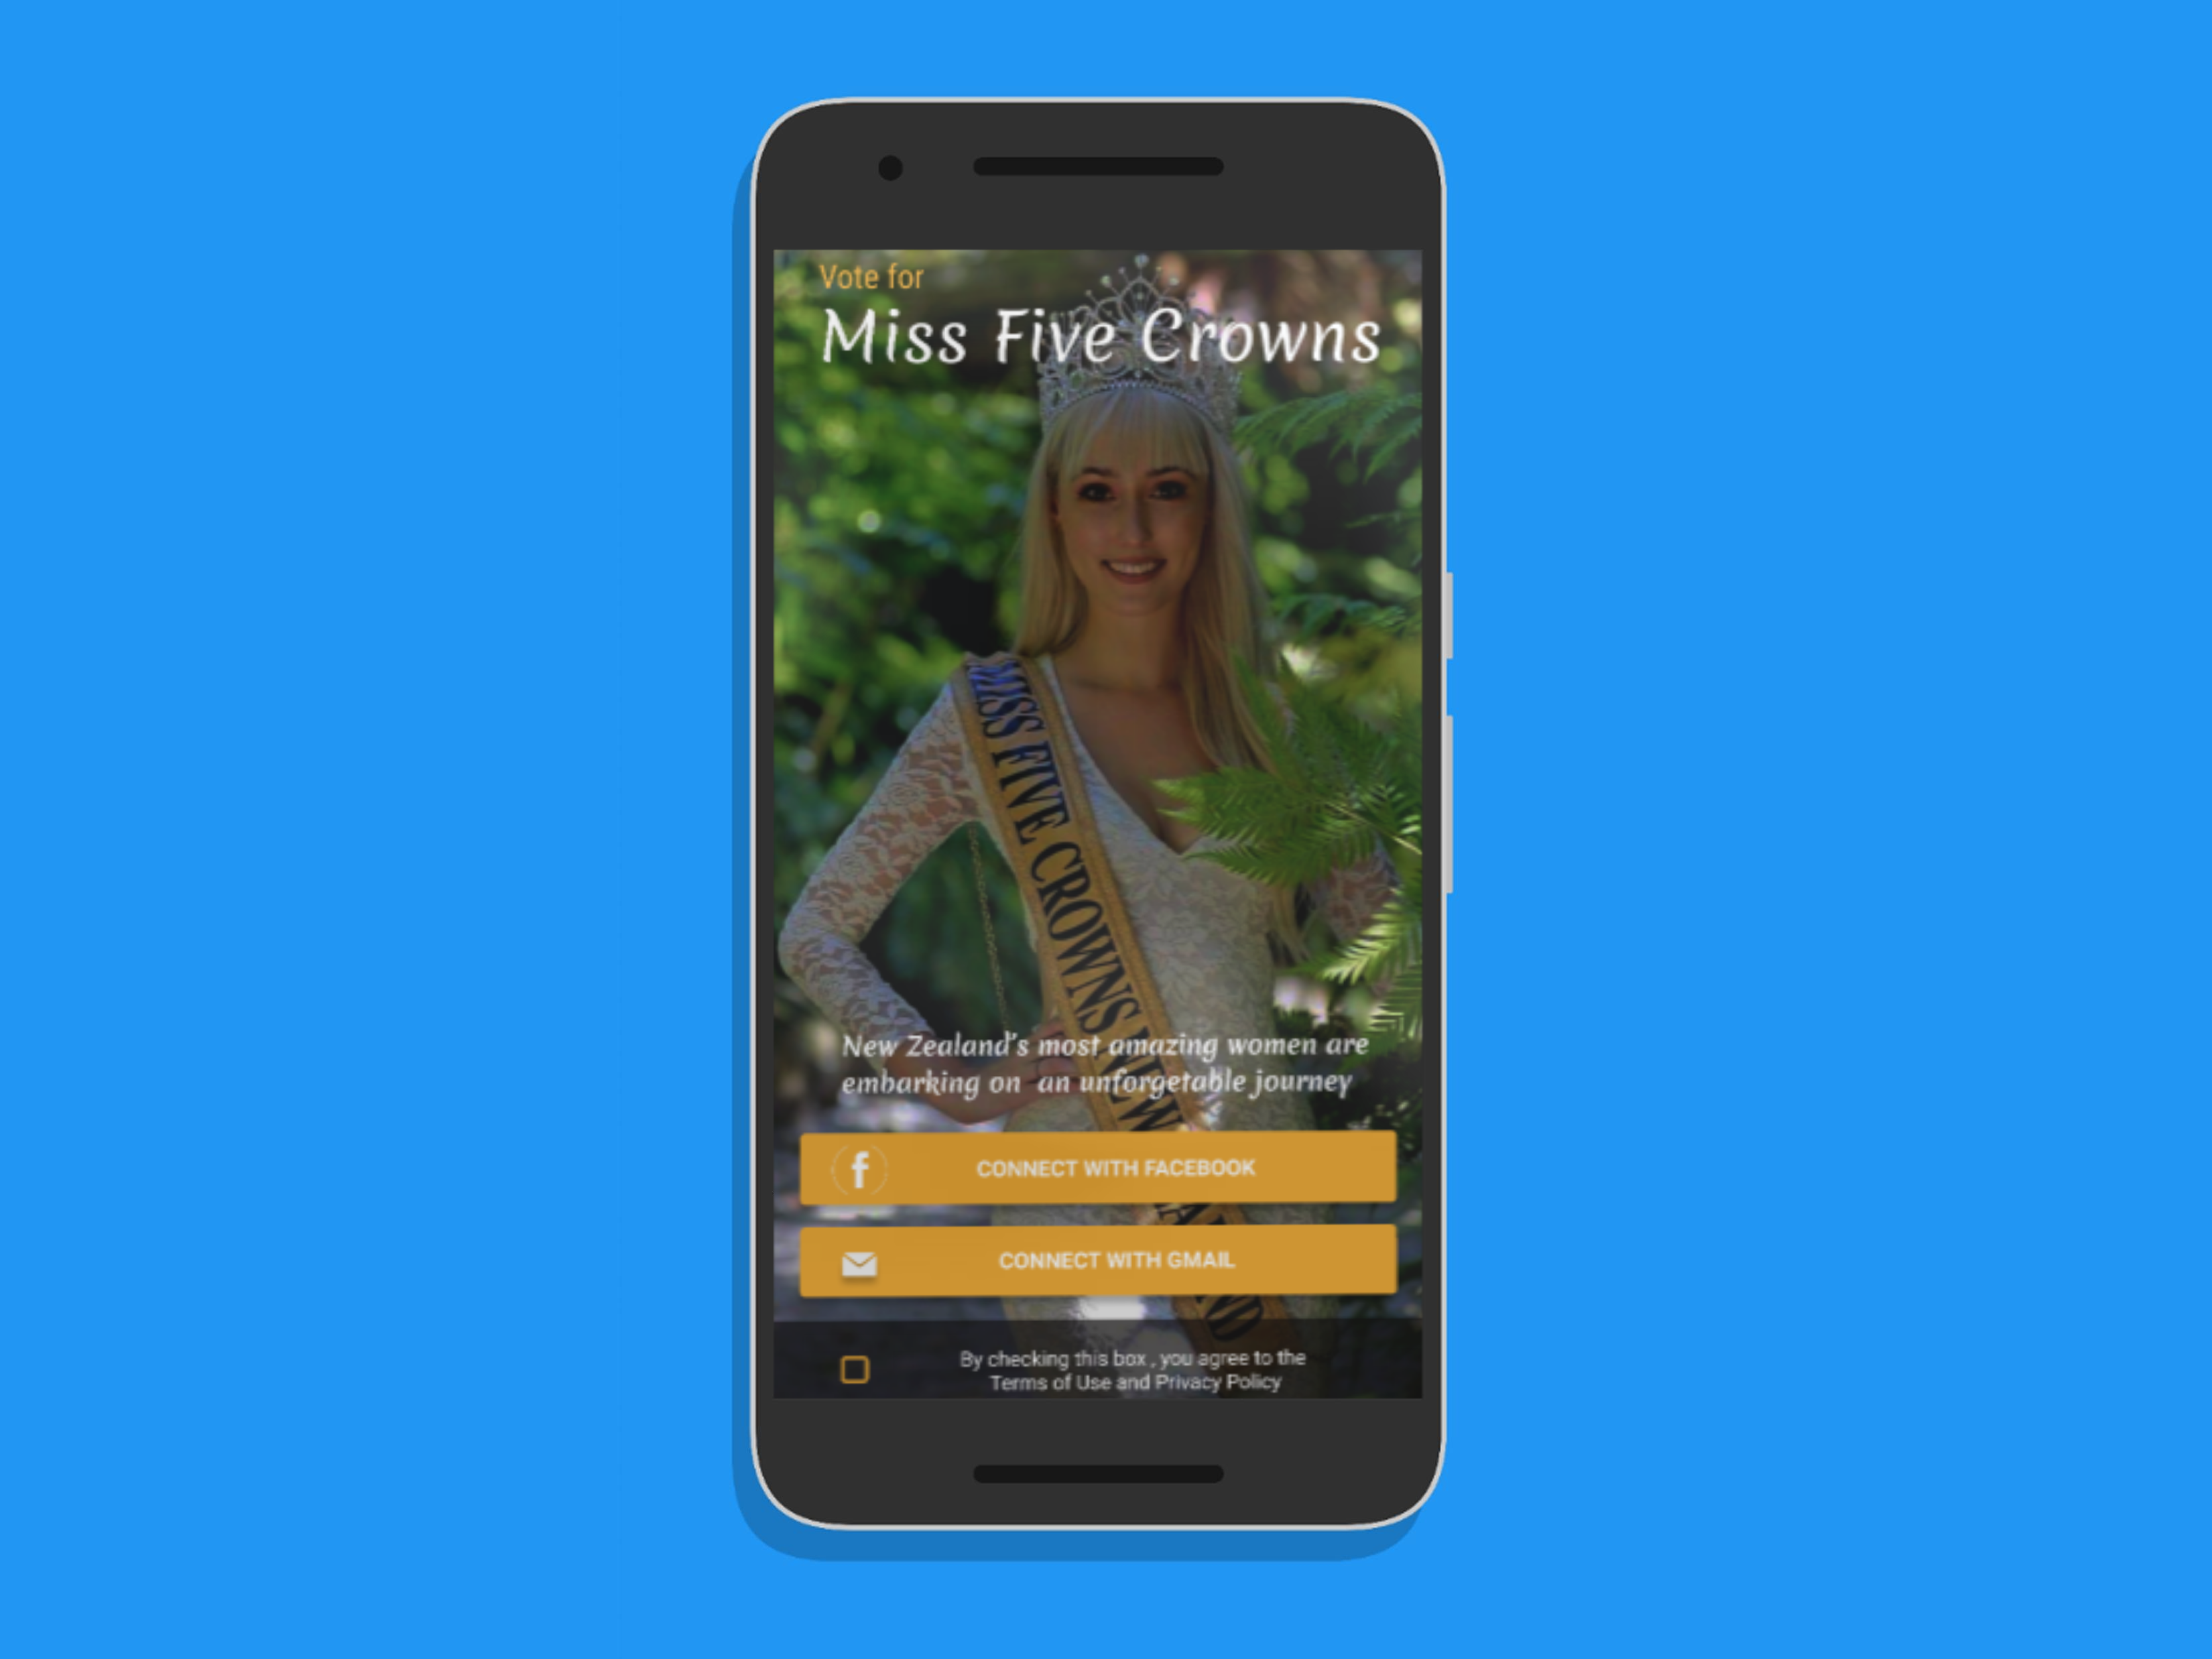 Vote for
Miss Five Crowns
MISS FIVE CROWNS NEW
New Zealand's most amazing women are
embarking on an unforgetable journey
f
CONNECT WITH FACEBOOK
CONNECT WITH GMAIL
By checking this box , you agree to the
Terms of Use and Privacy Policy